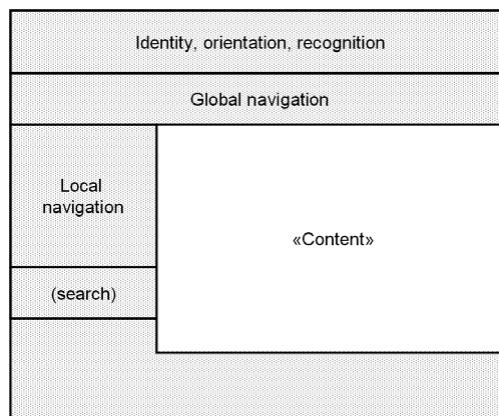 Identity, orientation, recognition
Global navigation
Local
navigation
«Content»
(search)